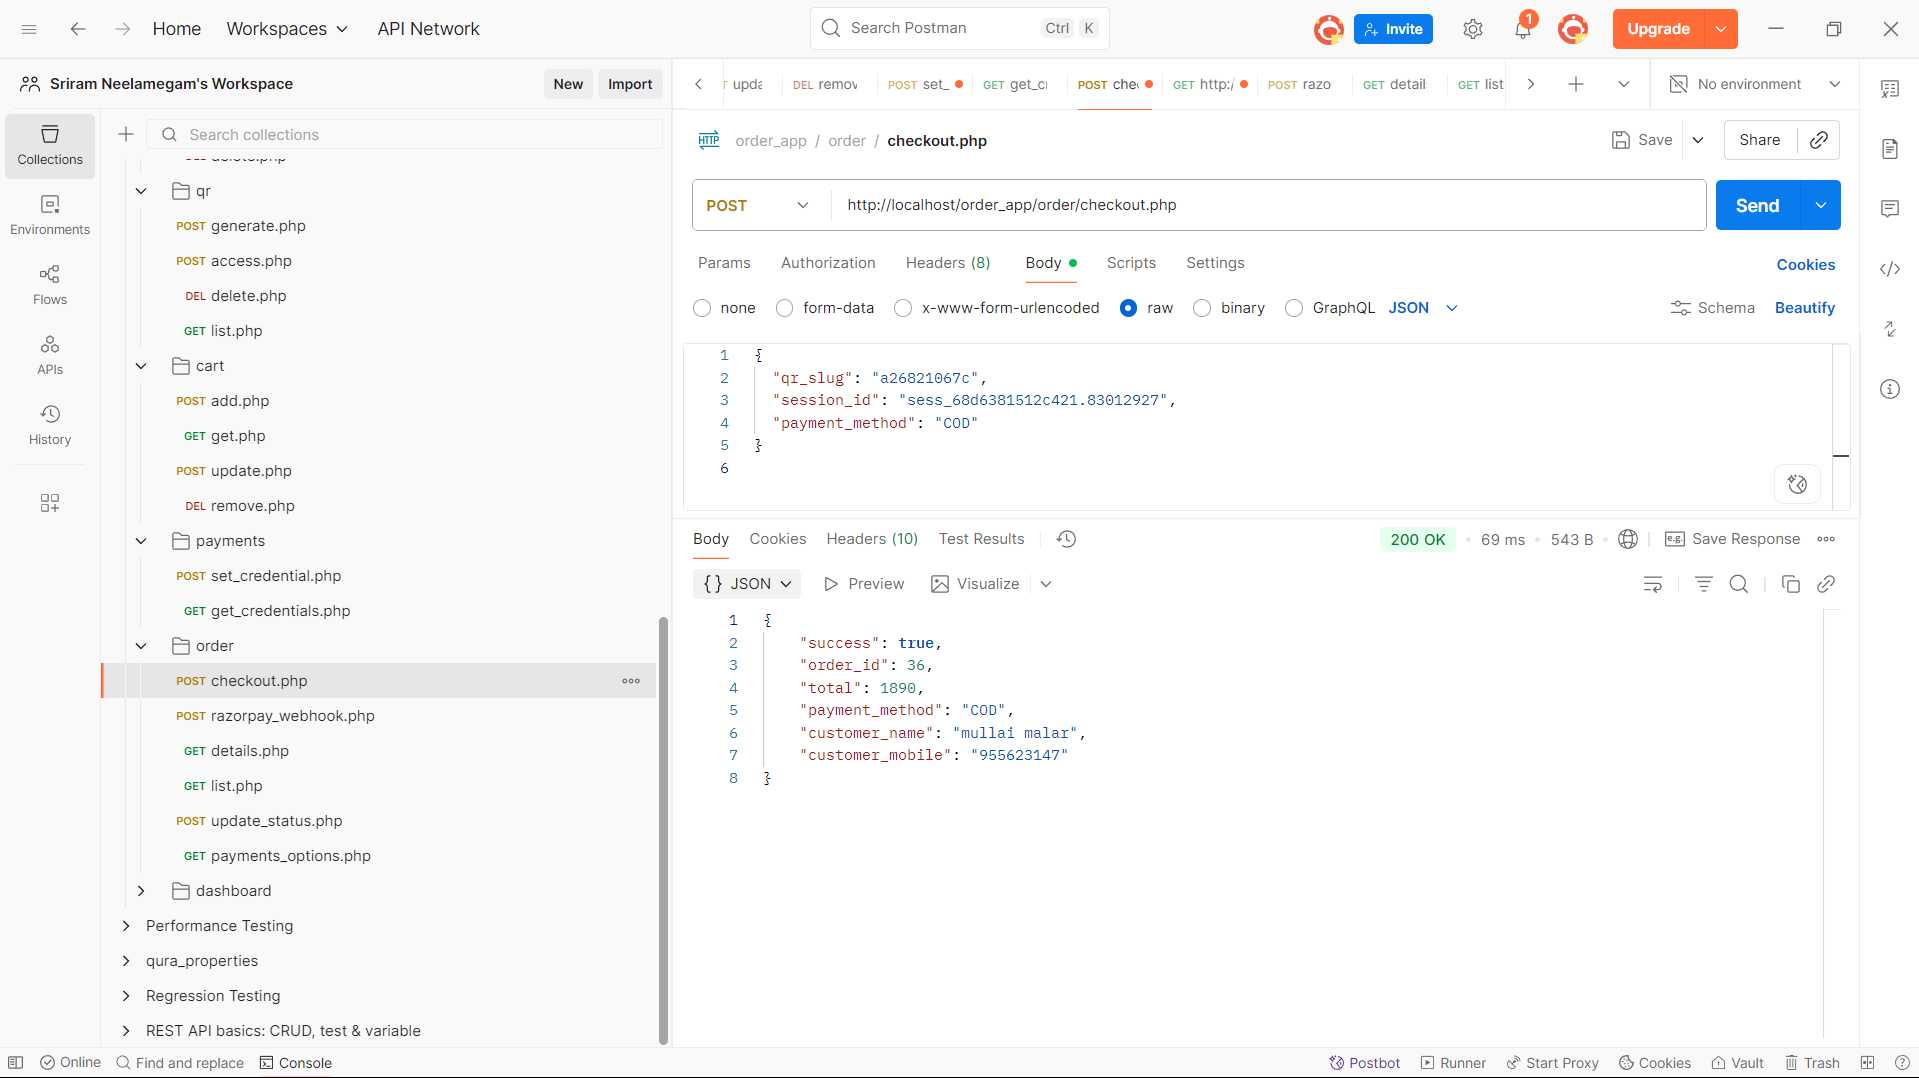 Home
Workspaces
API Network
Search Postman
Ctrl
K
Invite
1
Upgrade
Sriram Neelamegam's Workspace
New
Import
upda
DEL remov
POST set_
GET get_c
POST che
GET http:/
POST razo
GET detail
GET list
No environment
Collections
Environments
Flows
APIs
History
Search collections
qr
POST generate.php
POST access.php
DEL delete.php
GET list.php
cart
POST add.php
GET get.php
POST update.php
DEL remove.php
payments
POST set_credential.php
GET get_credentials.php
order
POST checkout.php
POST razorpay_webhook.php
GET details.php
GET list.php
POST update_status.php
GET payments_options.php
dashboard
Performance Testing
qura_properties
Regression Testing
REST API basics: CRUD, test & variable
HTTP order_app / order / checkout.php
Save
Share
POST
http://localhost/order_app/order/checkout.php
Send
Params
Authorization
Headers (8)
Body
Scripts
Settings
Cookies
none
form-data
x-www-form-urlencoded
raw
binary
GraphQL
JSON
Schema
Beautify
1 {
2 "qr_slug": "a26821067c",
3 "session_id": "sess_68d6381512c421.83012927",
4 "payment_method": "COD"
5 }
6
Body
Cookies
Headers (10)
Test Results
200 OK
69 ms
543 B
e.g. Save Response
{} JSON
Preview
Visualize
1 {
2 "success": true,
3 "order_id": 36,
4 "total": 1890,
5 "payment_method": "COD",
6 "customer_name": "mullai malar",
7 "customer_mobile": "955623147"
8 }
Online
Find and replace
Console
Postbot
Runner
Start Proxy
Cookies
Vault
Trash